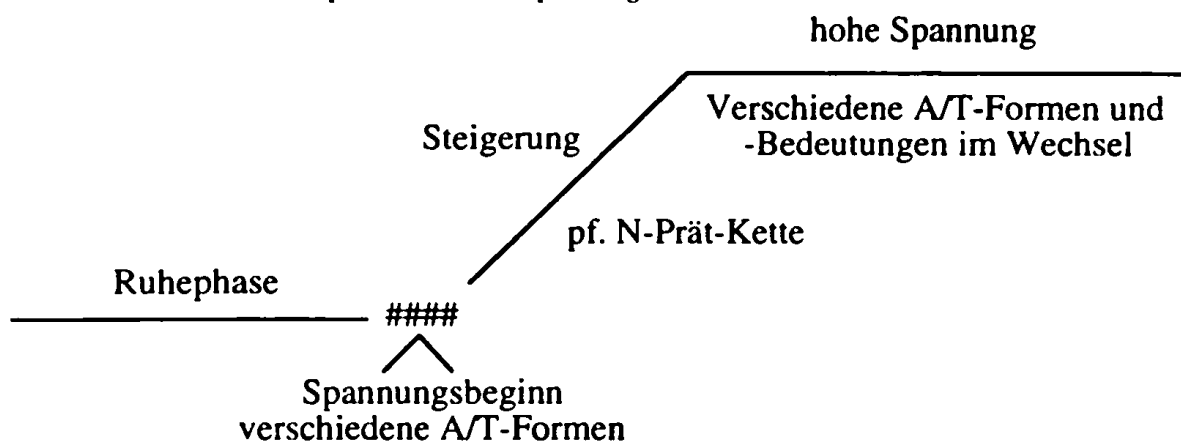 hohe Spannung
Verschiedene A/T-Formen und
-Bedeutungen im Wechsel
Steigerung
pf. N-Prät-Kette
Ruhephase
####
Spannungsbeginn
verschiedene A/T-Formen